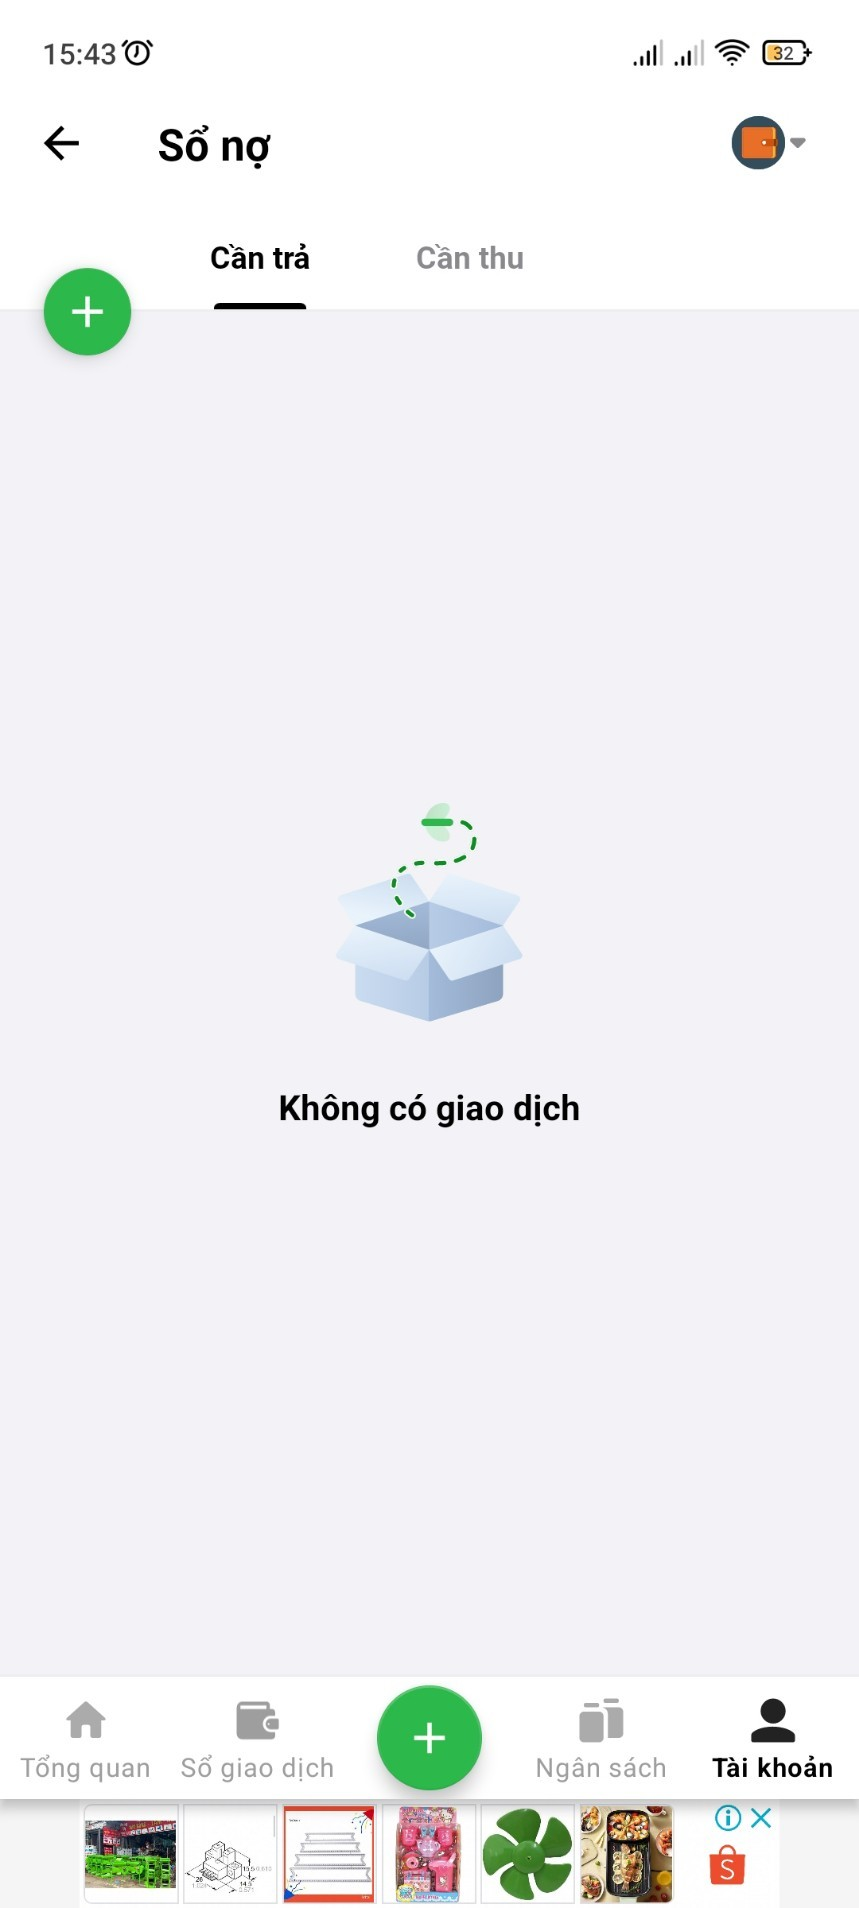 15:43
32
Sổ nợ
Cần trả
Cần thu
Không có giao dịch
Tổng quan
Sổ giao dịch
Ngân sách
Tài khoản